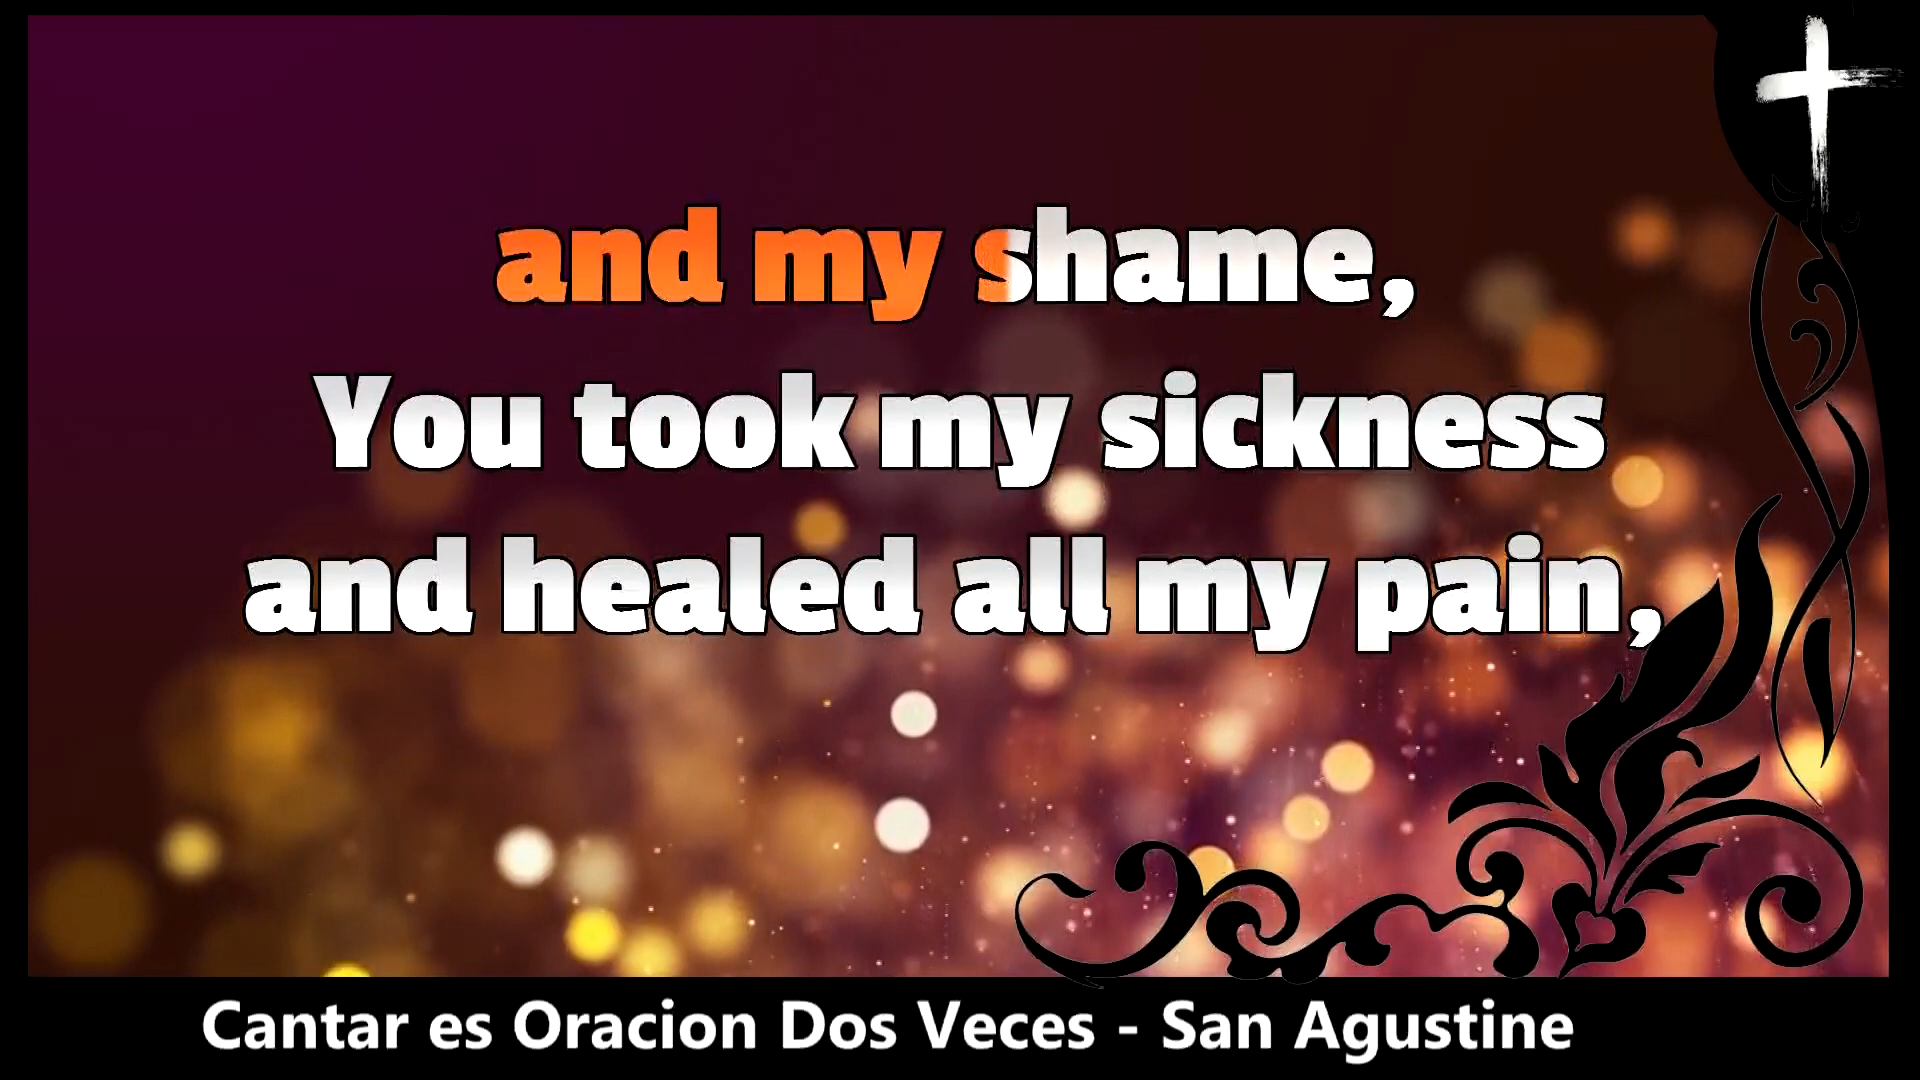 and my shame,
You took my sickness
and healed all my pain,
Cantar es Oracion Dos Veces - San Agustine